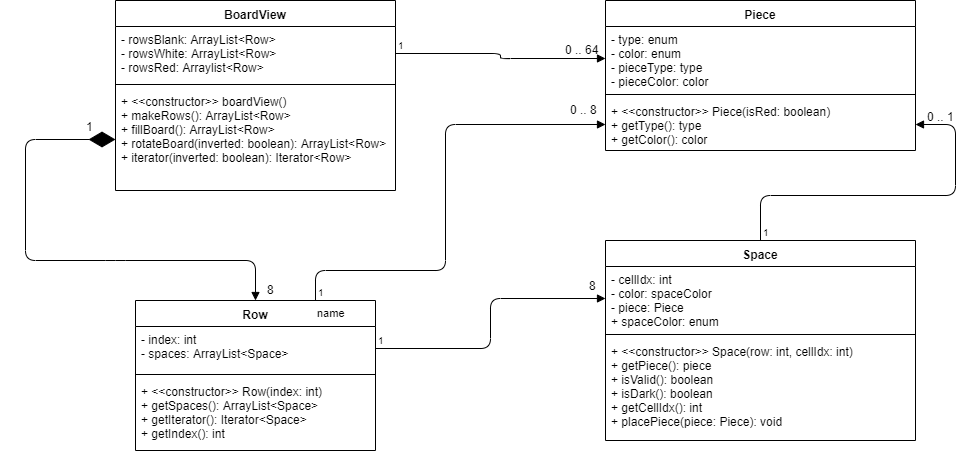 BoardView
- rowsBlank: ArrayList<Row>
- rowsWhite: ArrayList<Row>
- rowsRed: Arraylist<Row>
+ <<constructor>> boardView()
+ makeRows(): ArrayList<Row>
+ fillBoard(): ArrayList<Row>
+ rotateBoard(inverted: boolean): ArrayList<Row>
+ iterator(inverted: boolean): Iterator<Row>
1
0 .. 64
Piece
- type: enum
- color: enum
- pieceType: type
- pieceColor: color
+ <<constructor>> Piece(isRed: boolean)
+ getType(): type
+ getColor(): color
0 .. 8
0 .. 1
1
8
1
name
Row
- index: int
- spaces: ArrayList<Space>
+ <<constructor>> Row(index: int)
+ getSpaces(): ArrayList<Space>
+ getIterator(): Iterator<Space>
+ getIndex(): int
1
8
1
Space
- cellIdx: int
- color: spaceColor
- piece: Piece
+ spaceColor: enum
+ <<constructor>> Space(row: int, cellIdx: int)
+ getPiece(): piece
+ isValid(): boolean
+ isDark(): boolean
+ getCellIdx(): int
+ placePiece(piece: Piece): void